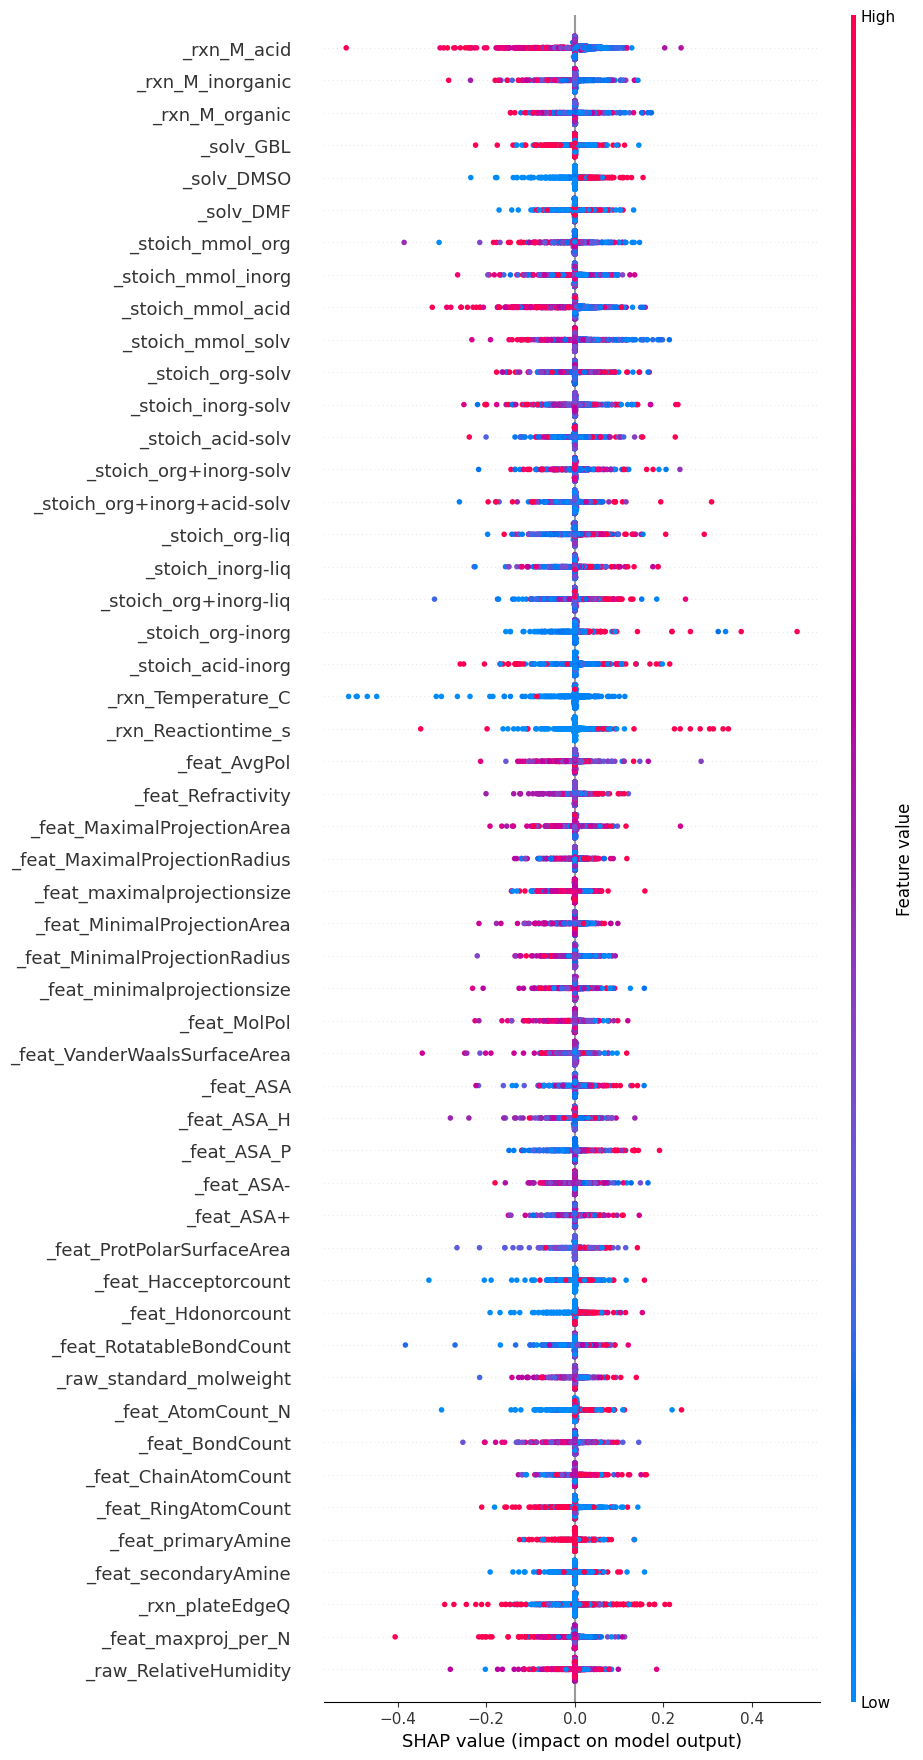 High
_rxn_M_acid
_rxn_M_inorganic
_rxn_M_organic
_solv_GBL
_solv_DMSO
_solv_DMF
_stoich_mmol_org
_stoich_mmol_inorg
_stoich_mmol_acid
_stoich_mmol_solv
_stoich_org-solv
_stoich_inorg-solv
_stoich_acid-solv
_stoich_org+inorg-solv
_stoich_org+inorg+acid-solv
_stoich_org-liq
_stoich_inorg-liq
_stoich_org+inorg-liq
_stoich_org-inorg
_stoich_acid-inorg
_rxn_Temperature_C
_rxn_Reactiontime_s
_feat_AvgPol
_feat_Refractivity
_feat_MaximalProjectionArea
_feat_MaximalProjectionRadius
_feat_maximalprojectionsize
_feat_MinimalProjectionArea
_feat_MinimalProjectionRadius
_feat_minimalprojectionsize
_feat_MolPol
_feat_VanderWaalsSurfaceArea
_feat_ASA
_feat_ASA_H
_feat_ASA_P
_feat_ASA-
_feat_ASA+
_feat_ProtPolarSurfaceArea
_feat_Hacceptorcount
_feat_Hdonorcount
_feat_RotatableBondCount
_raw_standard_molweight
_feat_AtomCount_N
_feat_BondCount
_feat_ChainAtomCount
_feat_RingAtomCount
_feat_primaryAmine
_feat_secondaryAmine
_rxn_plateEdgeQ
_feat_maxproj_per_N
_raw_RelativeHumidity
Feature value
Low
−0.4 −0.2 0.0 0.2 0.4
SHAP value (impact on model output)